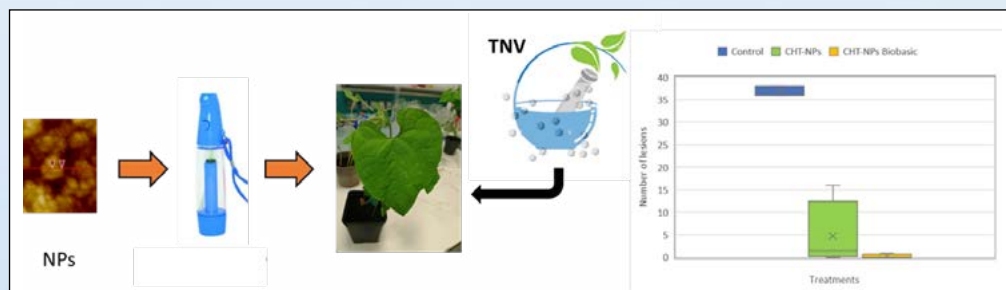 NPs
TNV
Control CHT-NPs CHT-NPs Biobasic
Number of lesions
40
35
30
25
20
15
10
5
0
Treatments